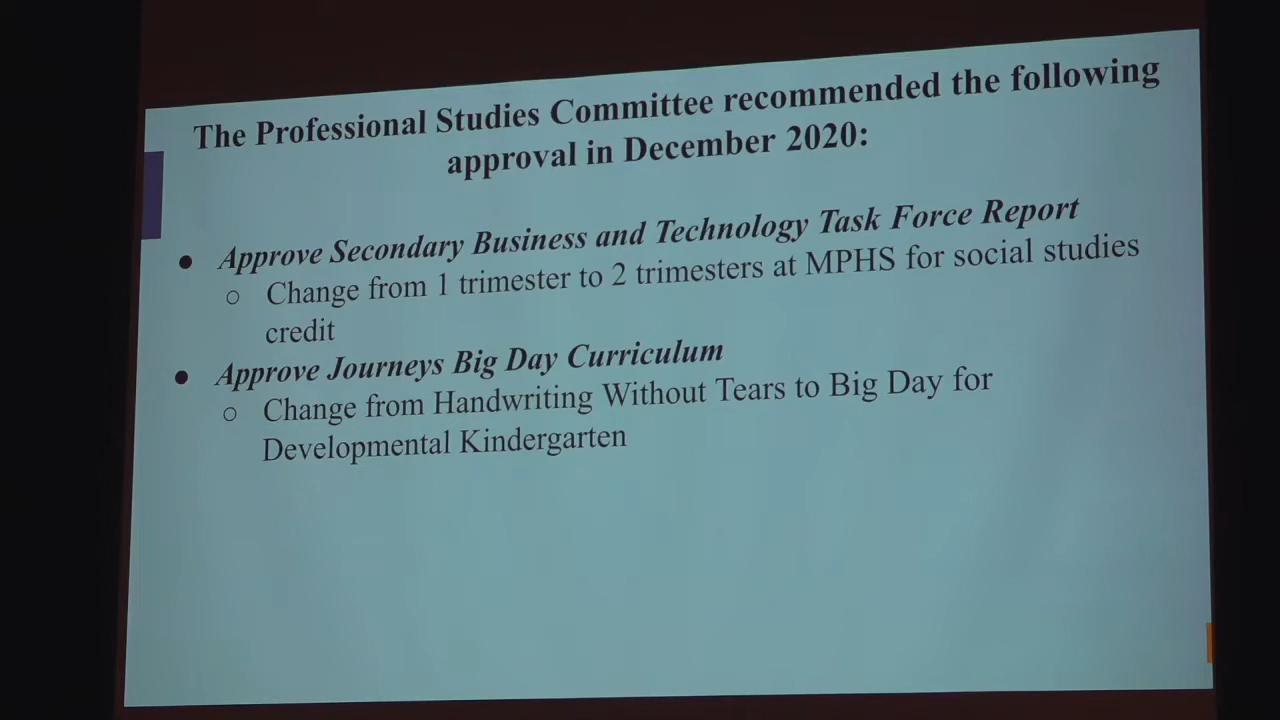 The Professional Studies Committee recommended the following
approval in December 2020:
● Approve Secondary Business and Technology Task Force Report
○ Change from 1 trimester to 2 trimesters at MPHS for social studies
credit
● Approve Journeys Big Day Curriculum
○ Change from Handwriting Without Tears to Big Day for
Developmental Kindergarten